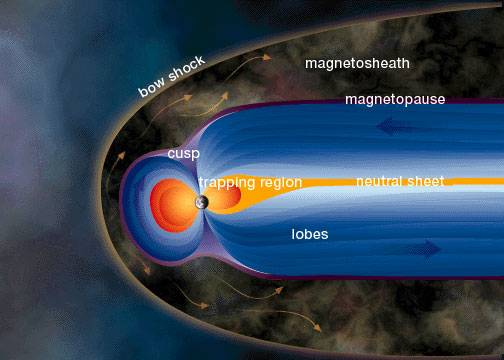 magnetosheath
bow shock
magnetopause
cusp
trapping region
neutral sheet
lobes